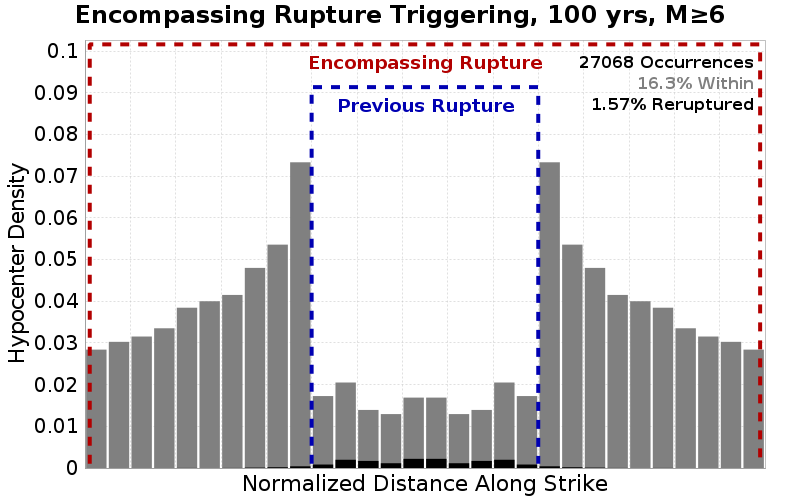 Encompassing Rupture Triggering, 100 yrs, M≥6
Encompassing Rupture
27068 Occurrences
16.3% Within
1.57% Reruptured
Previous Rupture
Hypocenter Density
0.1
0.09
0.08
0.07
0.06
0.05
0.04
0.03
0.02
0.01
0
Normalized Distance Along Strike